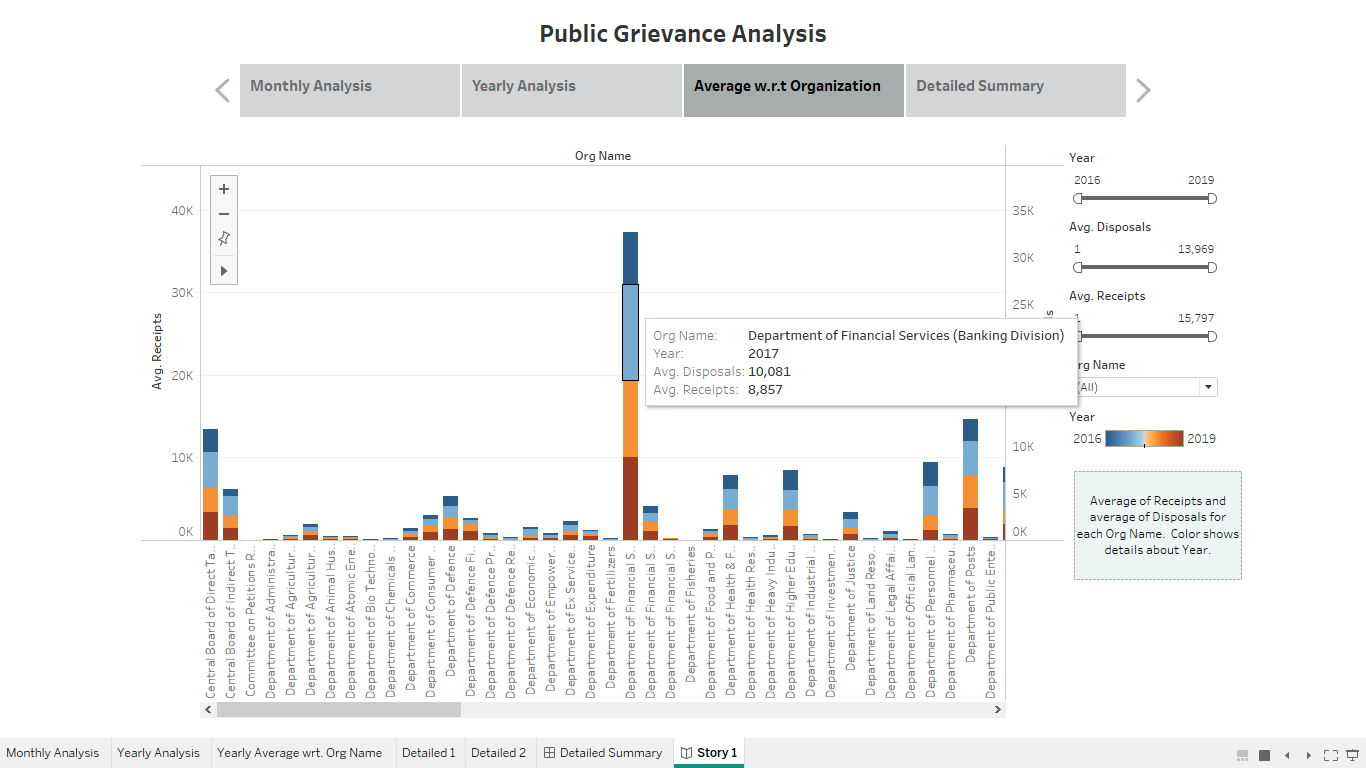 Public Grievance Analysis
Monthly Analysis
Yearly Analysis
Average w.r.t Organization
Detailed Summary
Org Name
Avg. Receipts
40K
30K
20K
10K
0K
35K
30K
25K
10K
5K
0K
Org Name: Department of Financial Services (Banking Division)
Year: 2017
Avg. Disposals: 10,081
Avg. Receipts: 8,857
Central Board of Direct Ta..
Central Board of Indirect T..
Committee on Petitions R..
Department of Administra..
Department of Agricultur..
Department of Agricultur..
Department of Animal Hus..
Department of Atomic Ene..
Department of Bio Techno..
Department of Chemicals ..
Department of Commerce
Department of Consumer ..
Department of Defence
Department of Defence Fi..
Department of Defence Pr..
Department of Defence Re..
Department of Economic ..
Department of Empower..
Department of Ex Service..
Department of Expenditure
Department of Fertilizers
Department of Financial S..
Department of Financial S..
Department of Financial S..
Department of Fisheries
Department of Food and P..
Department of Health & F..
Department of Health Res..
Department of Heavy Indu..
Department of Higher Edu..
Department of Industrial ..
Department of Investmen..
Department of Justice
Department of Land Reso..
Department of Legal Affai..
Department of Official Lan..
Department of Personnel ..
Department of Pharmaceu..
Department of Posts
Department of Public Ente..
Year
2016 2019
Avg. Disposals
1 13,969
Avg. Receipts
1 15,797
rg Name
(All)
Year
2016 2019
Average of Receipts and
average of Disposals for
each Org Name. Color shows
details about Year.
Monthly Analysis
Yearly Analysis
Yearly Average wrt. Org Name
Detailed 1
Detailed 2
Detailed Summary
Story 1